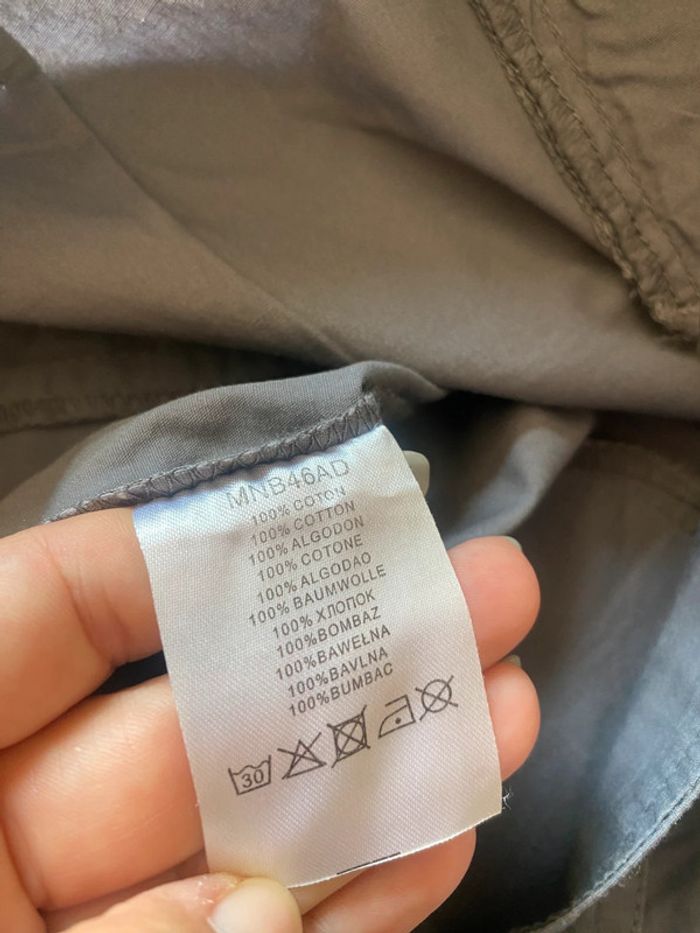 MNB46AD
100% COTON
100% COTTON
100% ALGODON
100% COTONE
100% ALGODAO
100% BAUMWOLLE
100% ХЛОПОК
100%BOMBAZ
100%BAWEŁNA
100%BAVLNA
100%BUMBAC
30